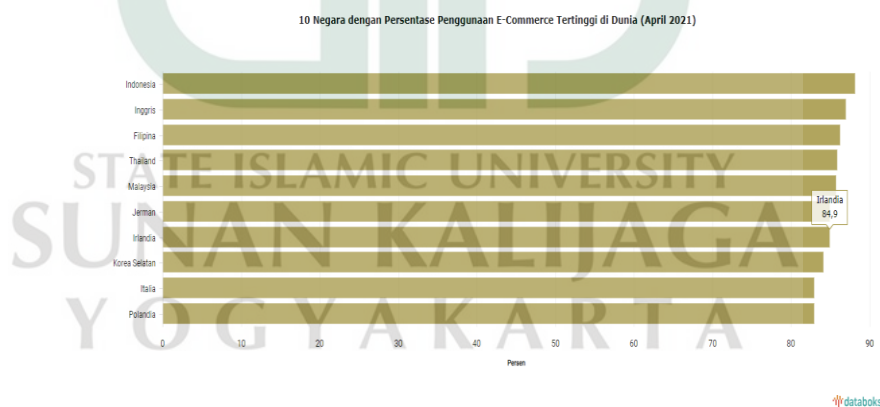 10 Negara dengan Persentase Penggunaan E-Commerce Tertinggi di Dunia (April 2021)
Indonesia
Inggris
Filipina
Thailand
STATE ISLAMIC UNIVERSITY
Malaysia
Irlandia
84,9
Jerman
SUNAN KALIJAGA
Irlandia
Korea Selatan
Italia
Polandia
YOGYAKARTA
0 10 20 30 40 50 60 70 80 90
Persen
databoks